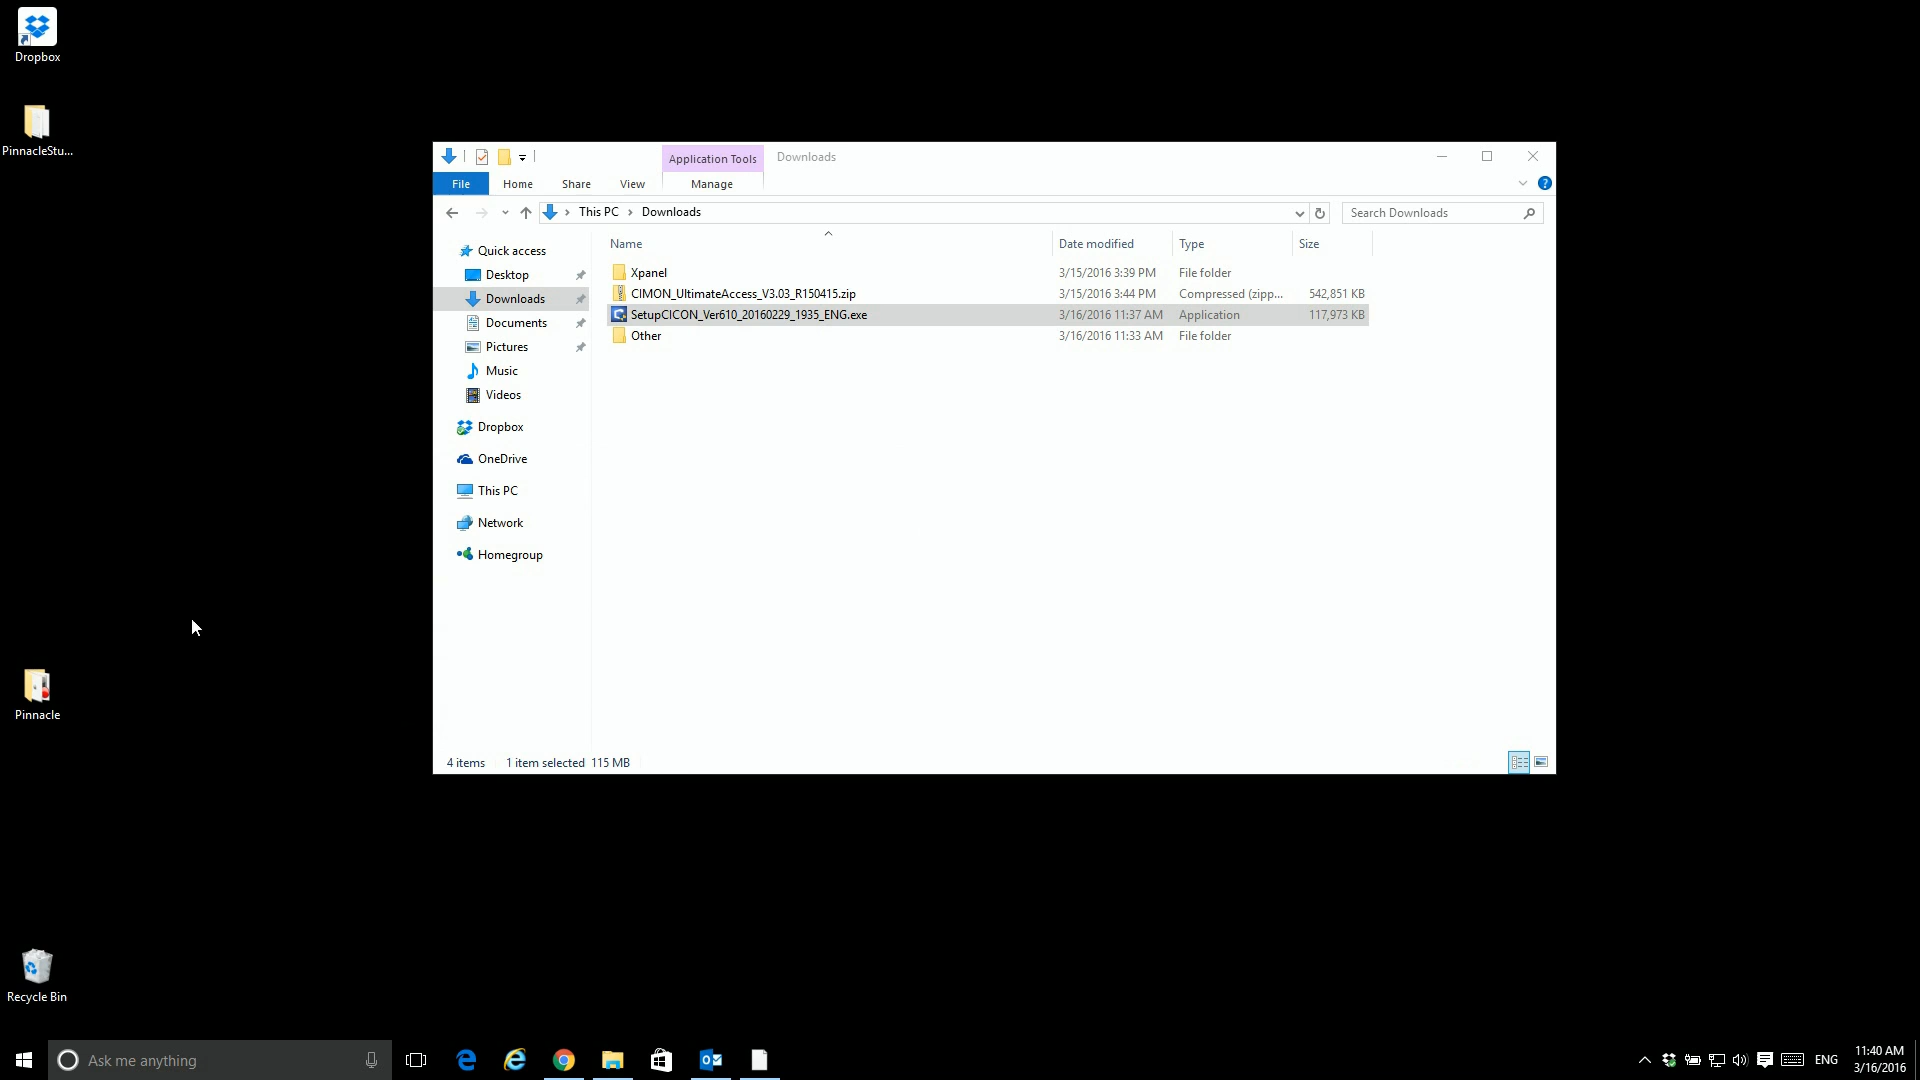 Dropbox
PinnacleStu...
Pinnacle
Recycle Bin
Application Tools
Downloads
File
Home
Share
View
Manage
This PC
Downloads
Search Downloads
Name
Date modified
Type
Size
Quick access
Desktop
Downloads
Documents
Pictures
Music
Videos
Dropbox
OneDrive
This PC
Network
Homegroup
Xpanel 3/15/2016 3:39 PM File folder
CIMON_UltimateAccess_V3.03_R150415.zip 3/15/2016 3:44 PM Compressed (zipp... 542,851 KB
SetupCICON_Ver610_20160229_1935_ENG.exe 3/16/2016 11:37 AM Application 117,973 KB
Other 3/16/2016 11:33 AM File folder
4 items 1 item selected 115 MB
Ask me anything
ENG
11:40 AM
3/16/2016